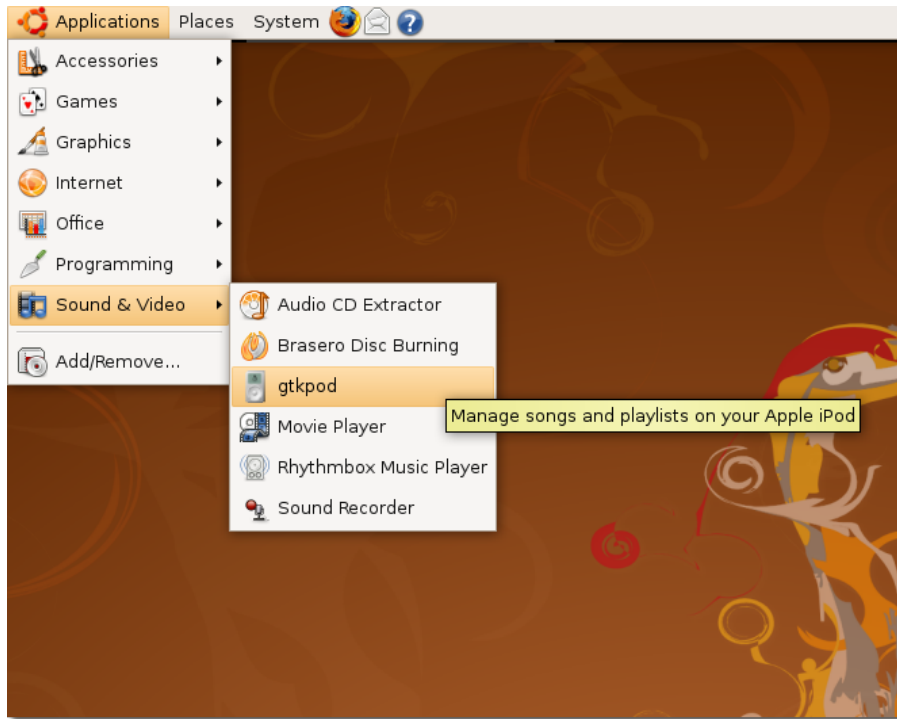 Applications Places System
Accessories
Games
Graphics
Internet
Office
Programming
Sound & Video
Add/Remove...
Audio CD Extractor
Brasero Disc Burning
gtkpod
Manage songs and playlists on your Apple iPod
Movie Player
Rhythmbox Music Player
Sound Recorder